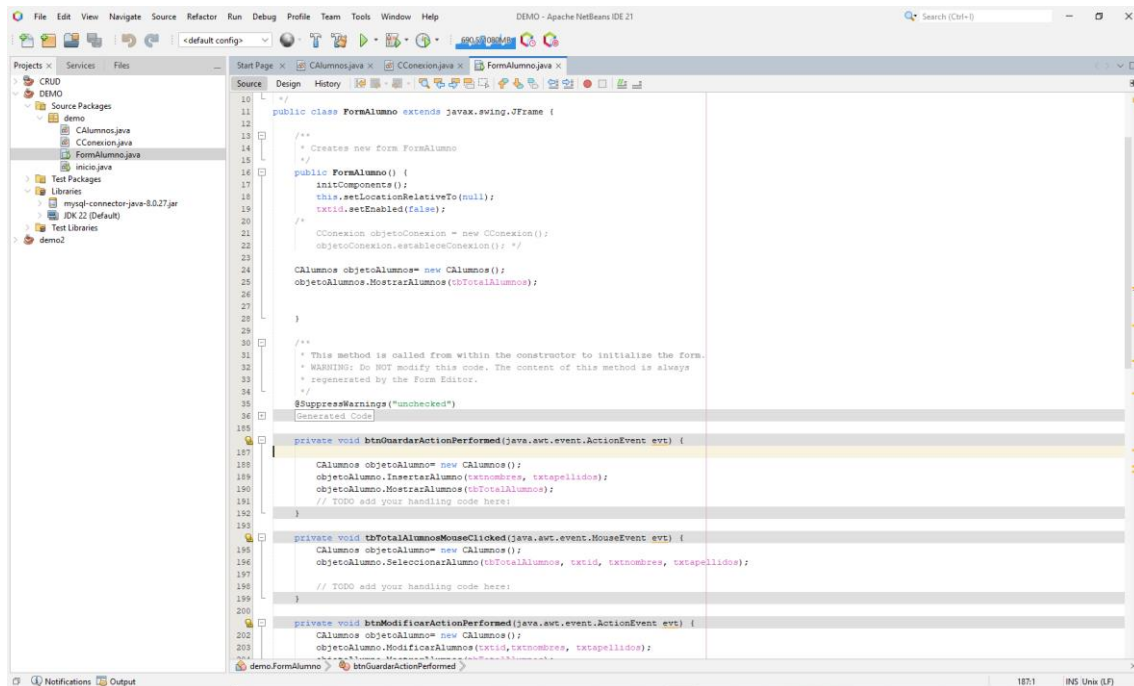 File Edit View Navigate Source Refactor Run Debug Profile Team Tools Window Help DEMO - Apache NetBeans IDE 21 Search (Ctrl+I)
<default config>
Projects Services Files
Start Page CAlumnos.java CConexion.java FormAlumno.java
Source Design History
CRUD
DEMO
Source Packages
demo
CAlumnos.java
CConexion.java
FormAlumno.java
inicio.java
Test Packages
Libraries
mysql-connector-java-8.0.27.jar
JDK 22 (Default)
Test Libraries
demo2
10 */
11 public class FormAlumno extends javax.swing.JFrame {
12
13 /**
14 * Creates new form FormAlumno
15 */
16 public FormAlumno() {
17 initComponents();
18 this.setLocationRelativeTo(null);
19 txtid.setEnabled(false);
20 /*
21 CConexion objetoConexion = new CConexion();
22 objetoConexion.estableceConexion(); */
23
24 CAlumnos objetoAlumnos= new CAlumnos();
25 objetoAlumnos.MostrarAlumnos(tbTotalAlumnos);
26
27
28 }
29
30 /**
31 * This method is called from within the constructor to initialize the form.
32 * WARNING: Do NOT modify this code. The content of this method is always
33 * regenerated by the Form Editor.
34 */
35 @SuppressWarnings("unchecked")
36 Generated Code
185
private void btnGuardarActionPerformed(java.awt.event.ActionEvent evt) {
187
188 CAlumnos objetoAlumno= new CAlumnos();
189 objetoAlumno.InsertarAlumno(txtnombres, txtapellidos);
190 objetoAlumno.MostrarAlumnos(tbTotalAlumnos);
191 // TODO add your handling code here:
192 }
193
private void tbTotalAlumnosMouseClicked(java.awt.event.MouseEvent evt) {
195 CAlumnos objetoAlumno= new CAlumnos();
196 objetoAlumno.SeleccionarAlumno(tbTotalAlumnos, txtid, txtnombres, txtapellidos);
197
198 // TODO add your handling code here:
199 }
200
private void btnModificarActionPerformed(java.awt.event.ActionEvent evt) {
202 CAlumnos objetoAlumno= new CAlumnos();
203 objetoAlumno.ModificarAlumnos(txtid,txtnombres, txtapellidos);
demo.FormAlumno btnGuardarActionPerformed
Notifications Output 187:1 INS Unix (LF)